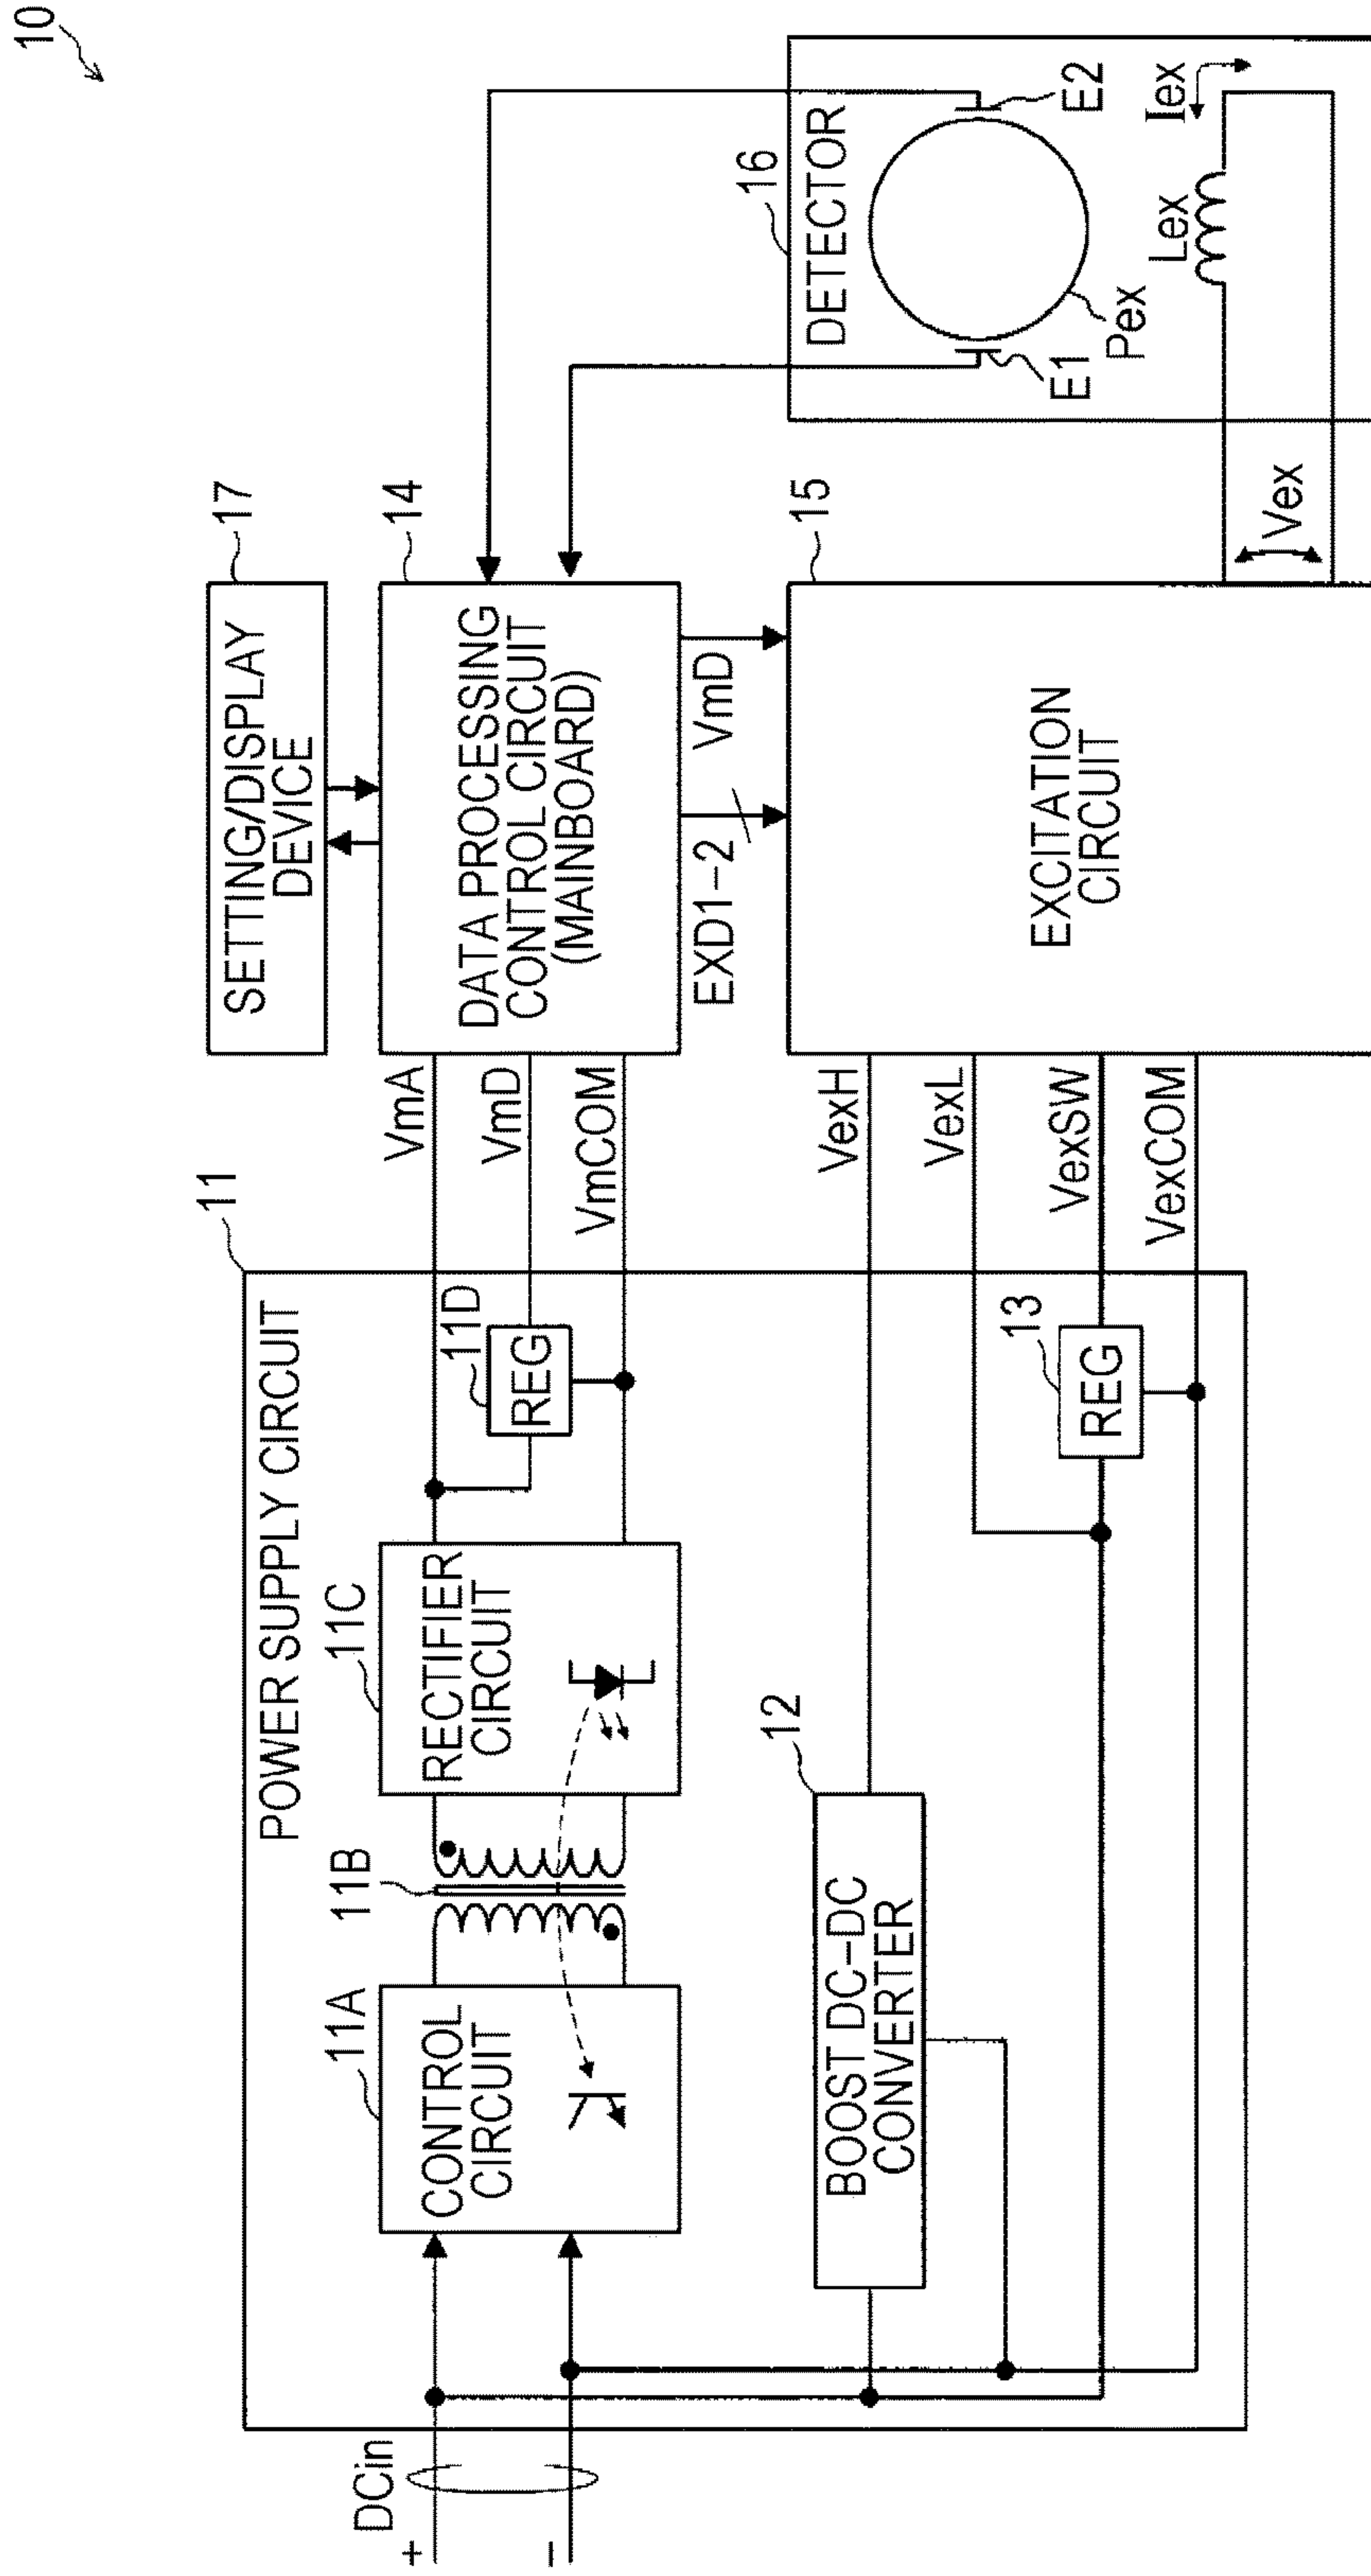 10
11
POWER SUPPLY CIRCUIT
DCin
+
−
11A
CONTROL
CIRCUIT
11B
11C
RECTIFIER
CIRCUIT
11D
REG
VmA
VmD
VmCOM
17
SETTING/DISPLAY
DEVICE
14
DATA PROCESSING
CONTROL CIRCUIT
(MAINBOARD)
EXD1-2
VmD
12
BOOST DC-DC
CONVERTER
13
REG
VexH
VexL
VexSW
VexCOM
15
EXCITATION
CIRCUIT
Vex
16
DETECTOR
E1
E2
Pex
Lex
Iex